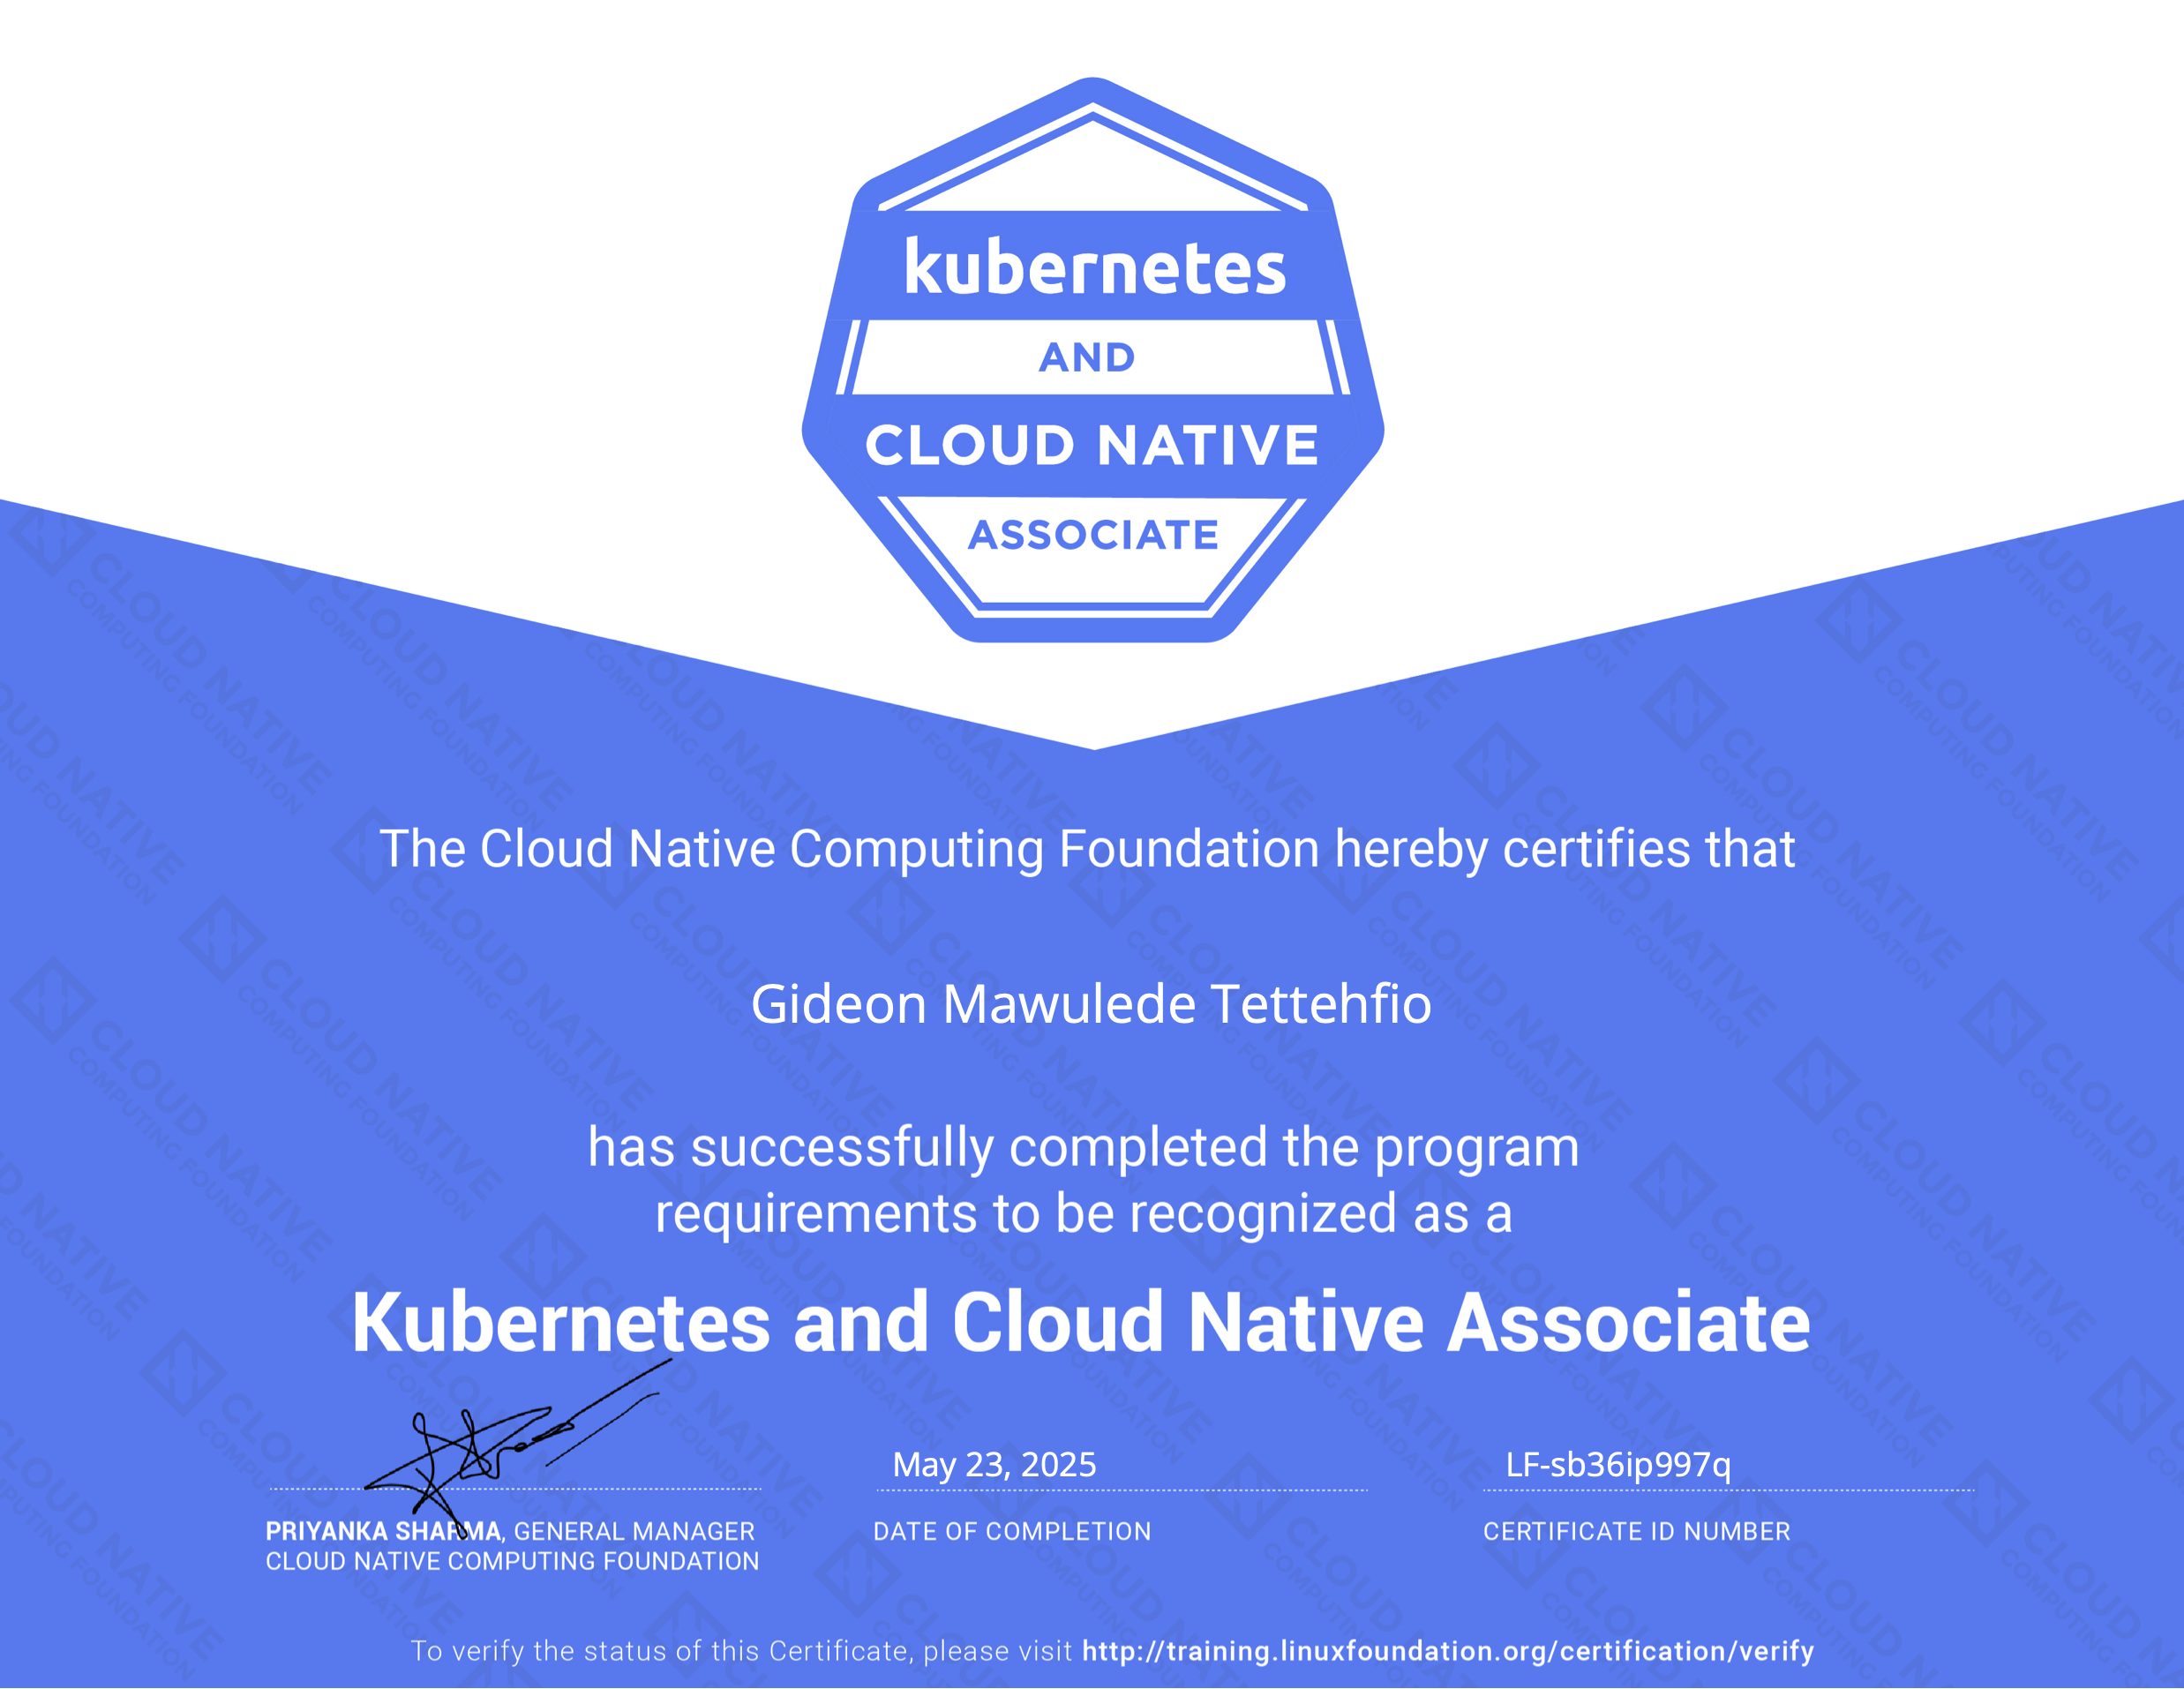 kubernetes
AND
CLOUD NATIVE
ASSOCIATE
The Cloud Native Computing Foundation hereby certifies that
Gideon Mawulede Tettehfio
has successfully completed the program
requirements to be recognized as a
Kubernetes and Cloud Native Associate
May 23, 2025
LF-sb36ip997q
PRIYANKA SHARMA, GENERAL MANAGER
CLOUD NATIVE COMPUTING FOUNDATION
DATE OF COMPLETION
CERTIFICATE ID NUMBER
To verify the status of this Certificate, please visit http://training.linuxfoundation.org/certification/verify